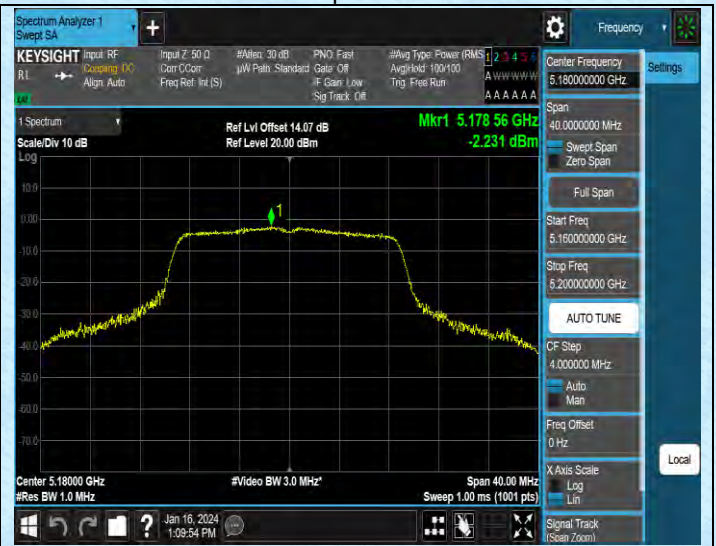 Spectrum Analyzer 1
Swept SA
+
Frequency
KEYSIGHT
Input: RF
Coupling: DC
Align: Auto
RL
Input Z: 50 Ω
Corr CCorr
Freq Ref: Int (S)
#Atten: 30 dB
µW Path: Standard
PNO: Fast
Gate: Off
IF Gain: Low
Sig Track: Off
#Avg Type: Power (RMS
Avg|Hold: 100/100
Trig: Free Run
1 2 3 4 5 6
A W W W W W
A A A A A A
1 Spectrum
Scale/Div 10 dB
Log
Ref Lvl Offset 14.07 dB
Ref Level 20.00 dBm
Mkr1 5.178 56 GHz
-2.231 dBm
10.0
0.00
-10.0
-20.0
-30.0
-40.0
-50.0
-60.0
-70.0
1
Center 5.18000 GHz
#Res BW 1.0 MHz
#Video BW 3.0 MHz*
Span 40.00 MHz
Sweep 1.00 ms (1001 pts)
Center Frequency
5.180000000 GHz
Settings
Span
40.0000000 MHz
Swept Span
Zero Span
Full Span
Start Freq
5.160000000 GHz
Stop Freq
5.200000000 GHz
AUTO TUNE
CF Step
4.000000 MHz
Auto
Man
Freq Offset
0 Hz
X Axis Scale
Log
Lin
Local
Signal Track
(Span Zoom)
?
Jan 16, 2024
1:09:54 PM